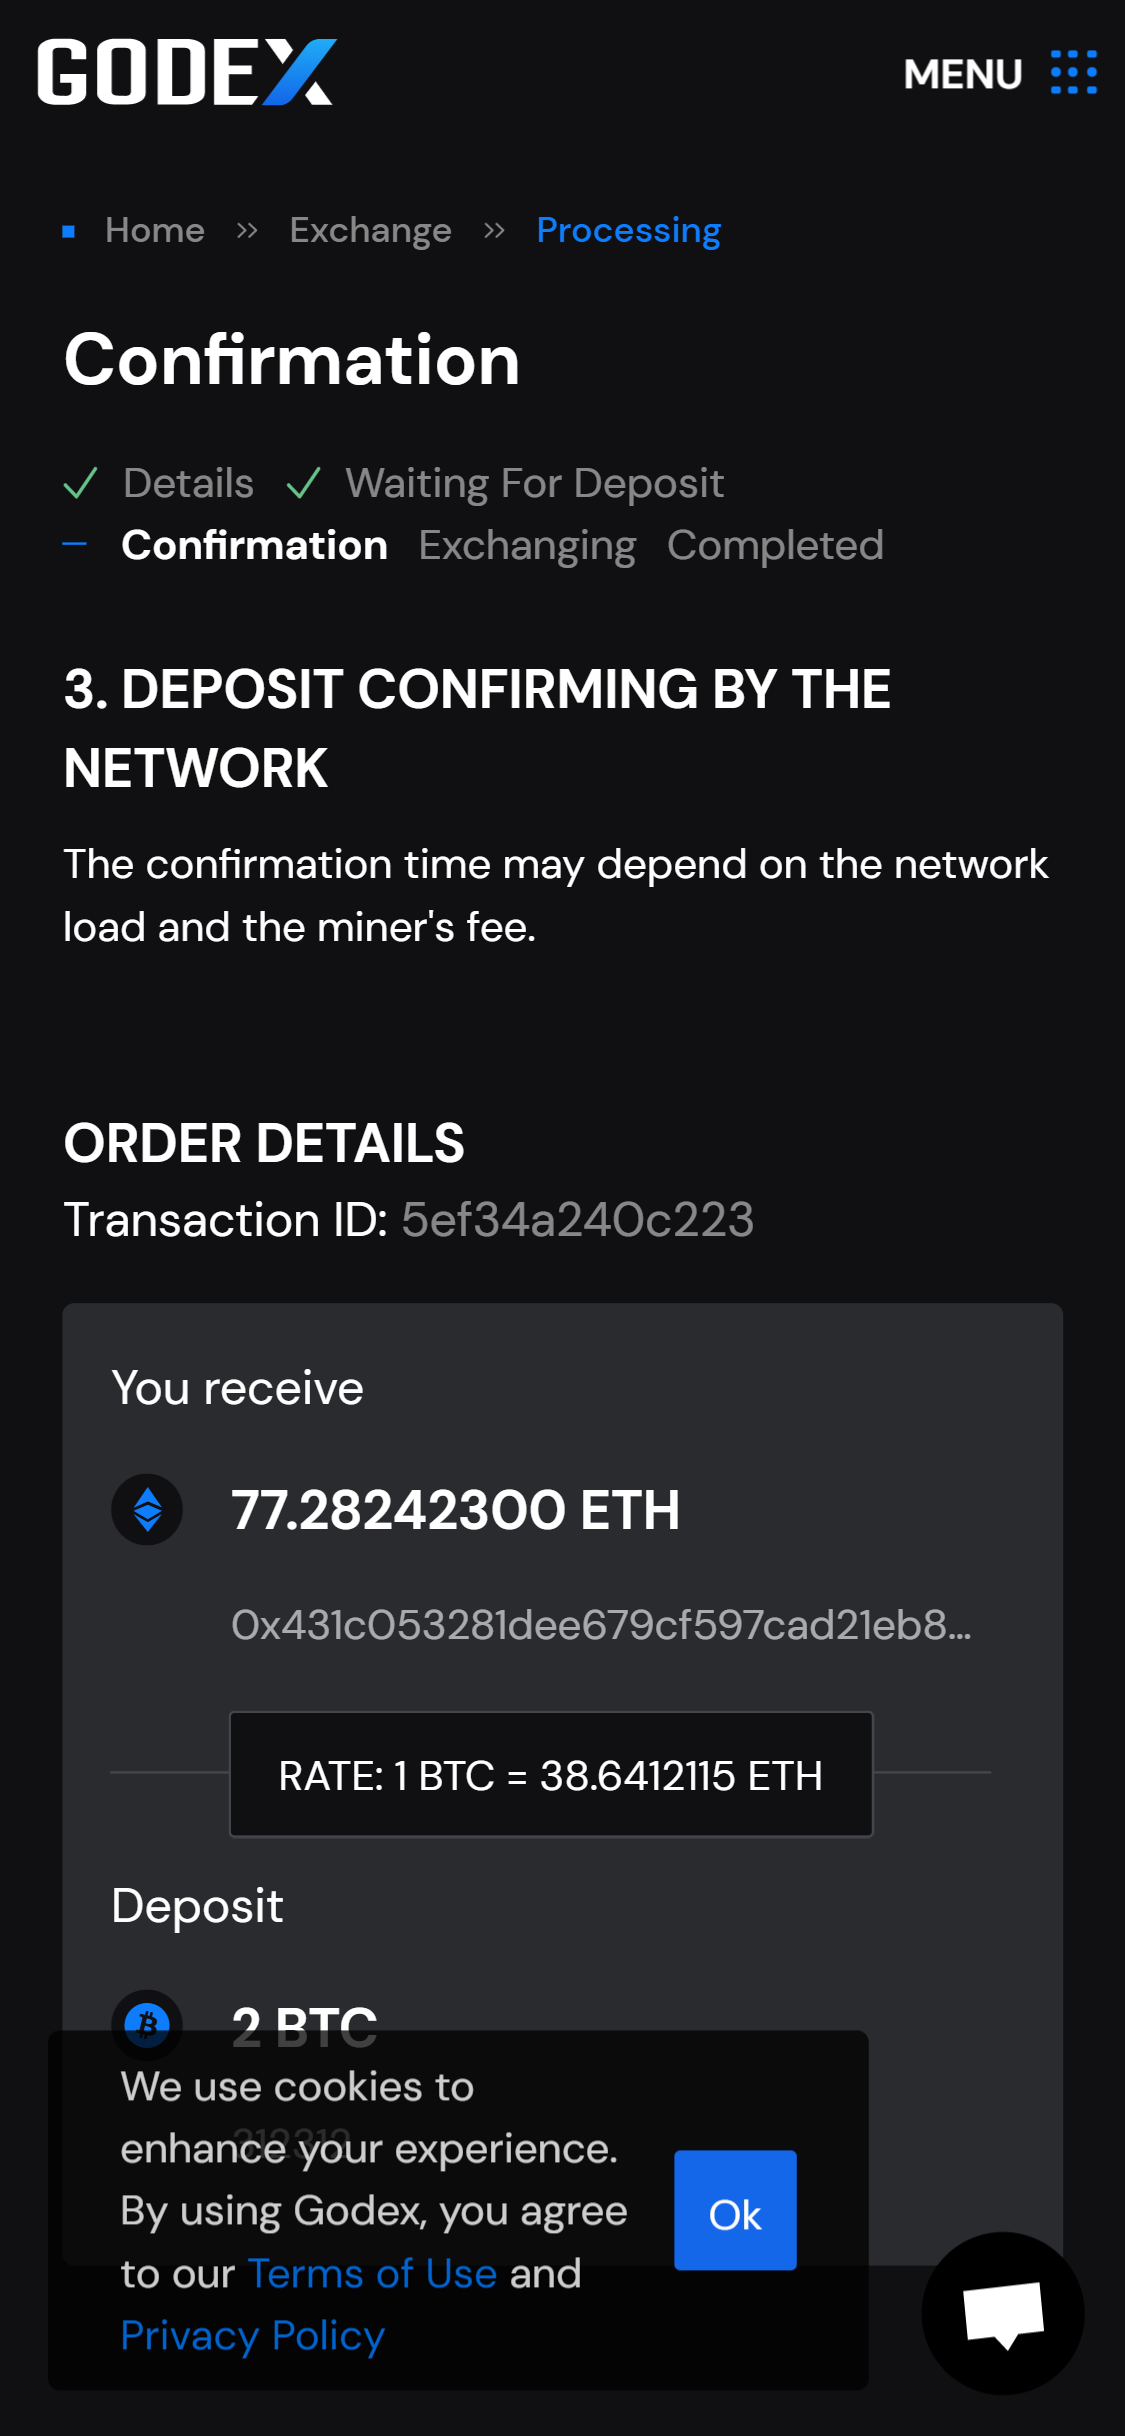 GODEX
MENU
Home » Exchange » Processing
Confirmation
Details Waiting For Deposit
Confirmation Exchanging Completed
3. DEPOSIT CONFIRMING BY THE
NETWORK
The confirmation time may depend on the network
load and the miner's fee.
ORDER DETAILS
Transaction ID: 5ef34a240c223
You receive
77.28242300 ETH
0x431c053281dee679cf597cad21eb8...
RATE: 1 BTC = 38.6412115 ETH
Deposit
2 BTC
312312
We use cookies to
enhance your experience.
By using Godex, you agree
to our Terms of Use and
Privacy Policy
Ok